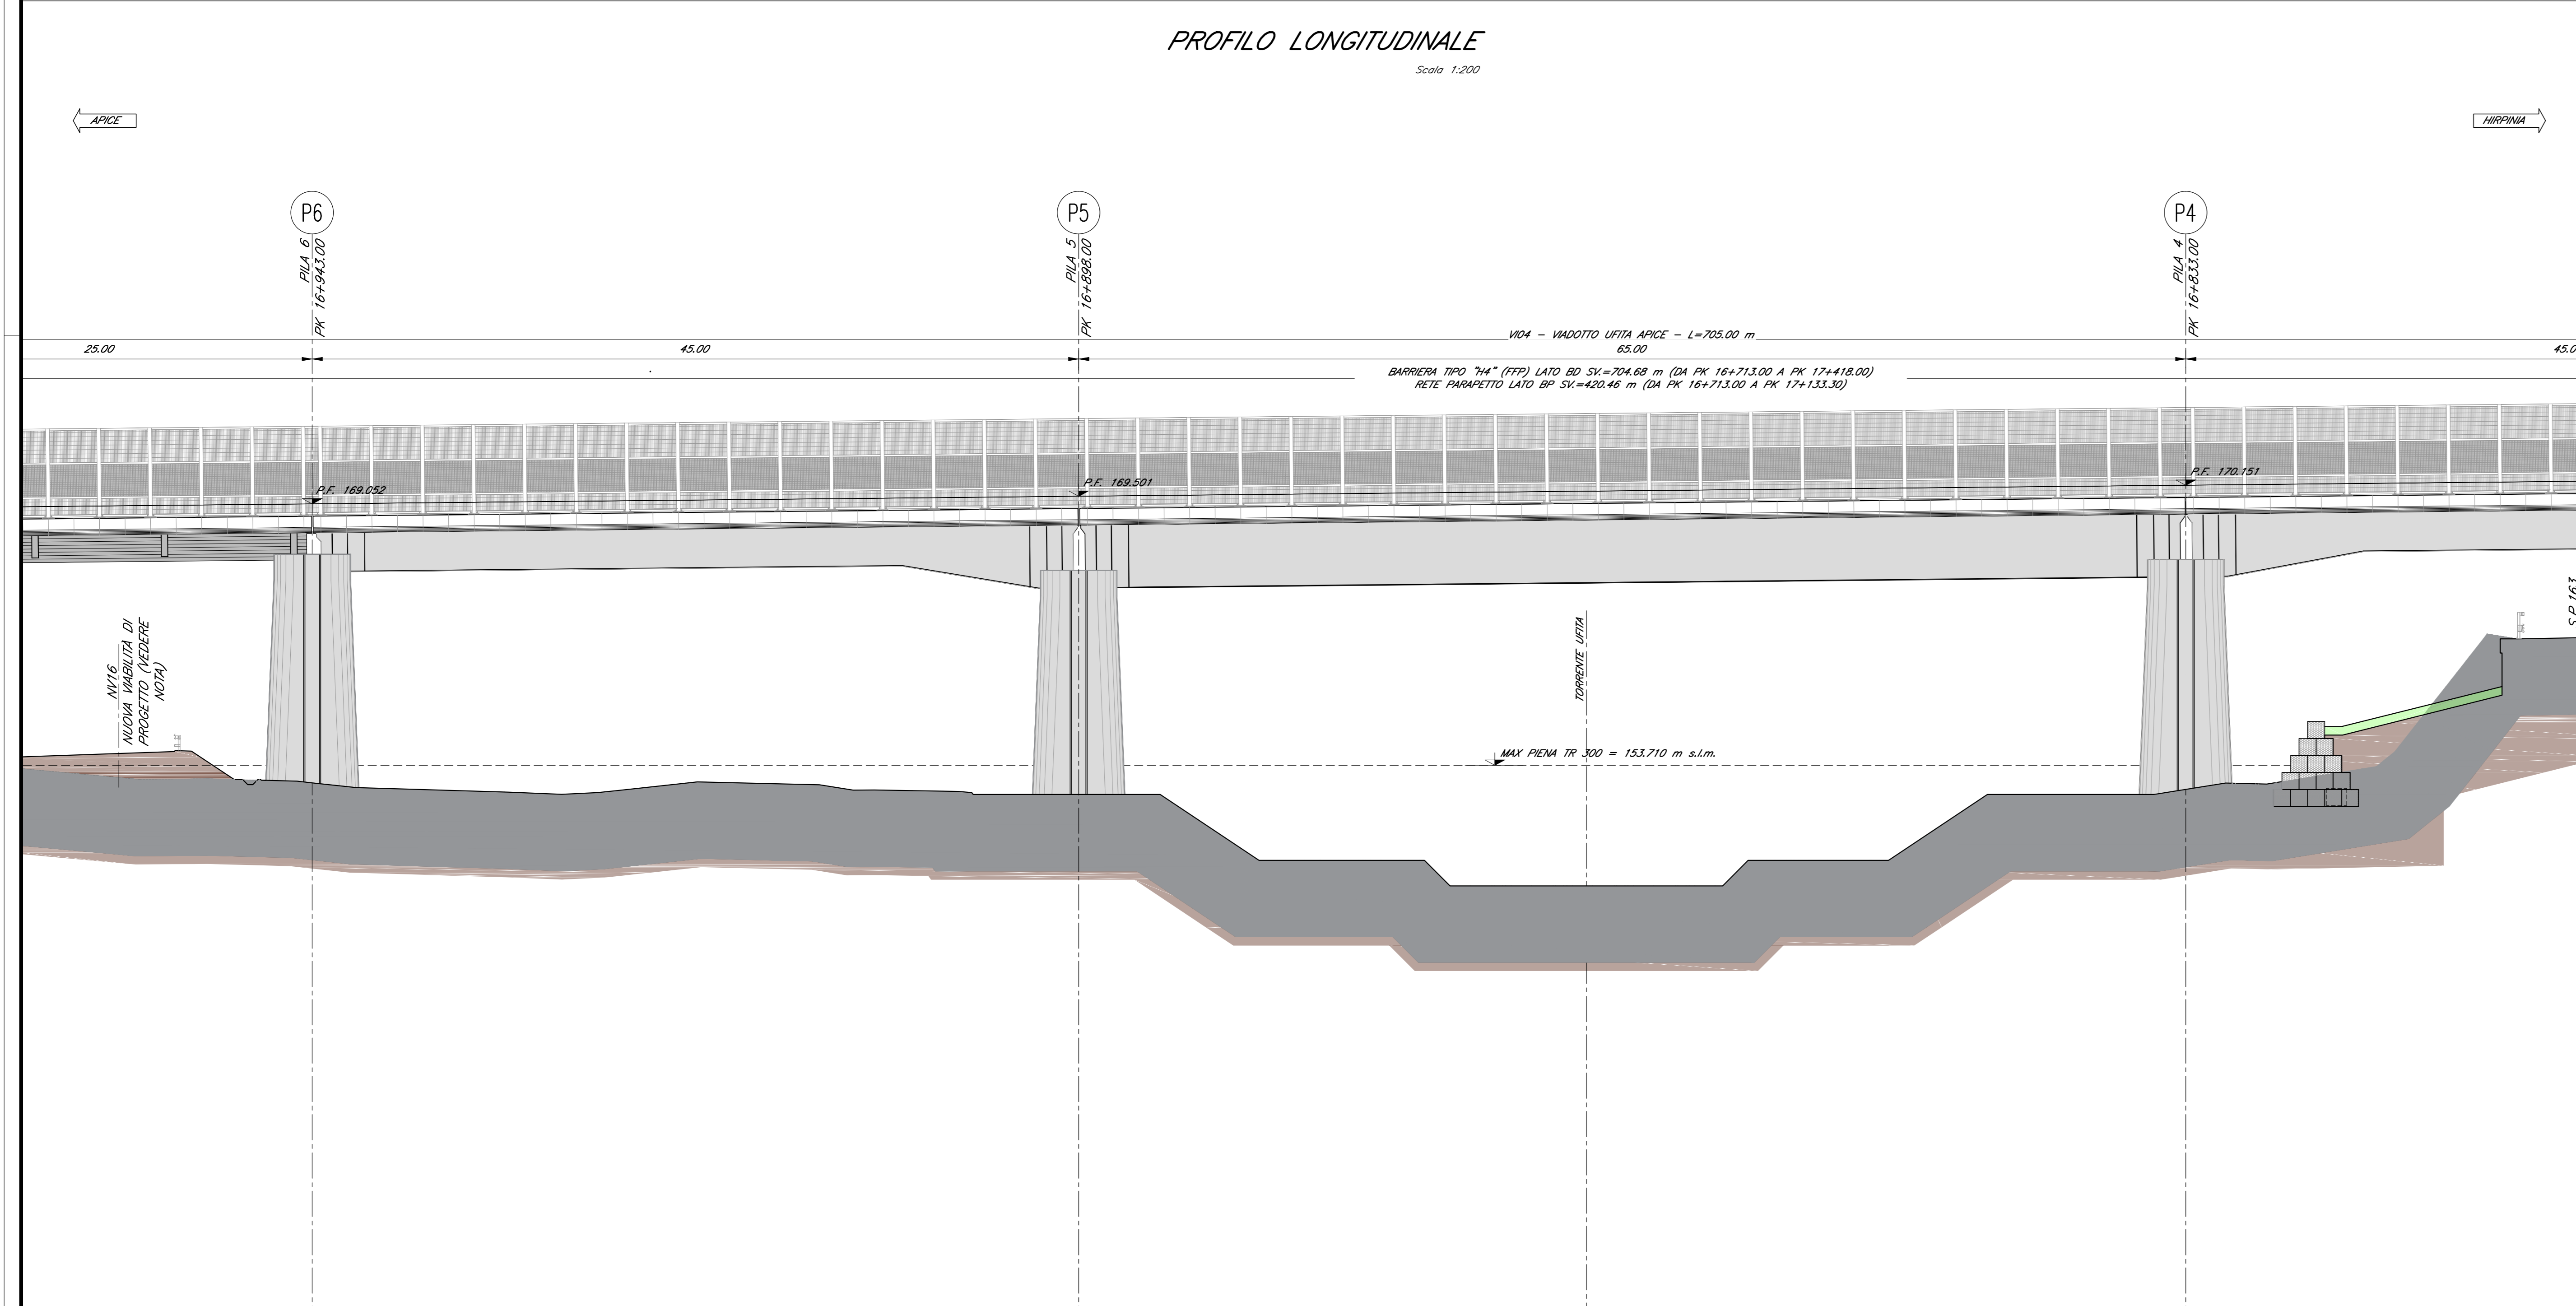 PROFILO LONGITUDINALE
Scala 1:200
APICE
HIRPINIA
P6
P5
P4
PILA 6
PK 16+943.00
PILA 5
PK 16+898.00
PILA 4
PK 16+833.00
VI04 - VIADOTTO UFITA APICE - L=705.00 m
25.00
45.00
65.00
45.0
BARRIERA TIPO "H4" (FFP) LATO BD SV.=704.68 m (DA PK 16+713.00 A PK 17+418.00)
RETE PARAPETTO LATO BP SV.=420.46 m (DA PK 16+713.00 A PK 17+133.30)
P.F. 169.052
P.F. 169.501
P.F. 170.151
NV16
NUOVA VIABILITÀ DI
PROGETTO (VEDERE
NOTA)
TORRENTE UFITA
S.P.163
MAX PIENA TR 300 = 153.710 m s.l.m.